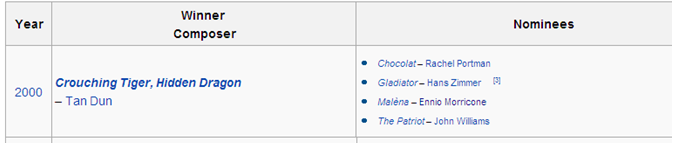 Year
Winner
Composer
Nominees
2000
Crouching Tiger, Hidden Dragon
– Tan Dun
Chocolat – Rachel Portman
Gladiator – Hans Zimmer [3]
Maléna – Ennio Morricone
The Patriot – John Williams